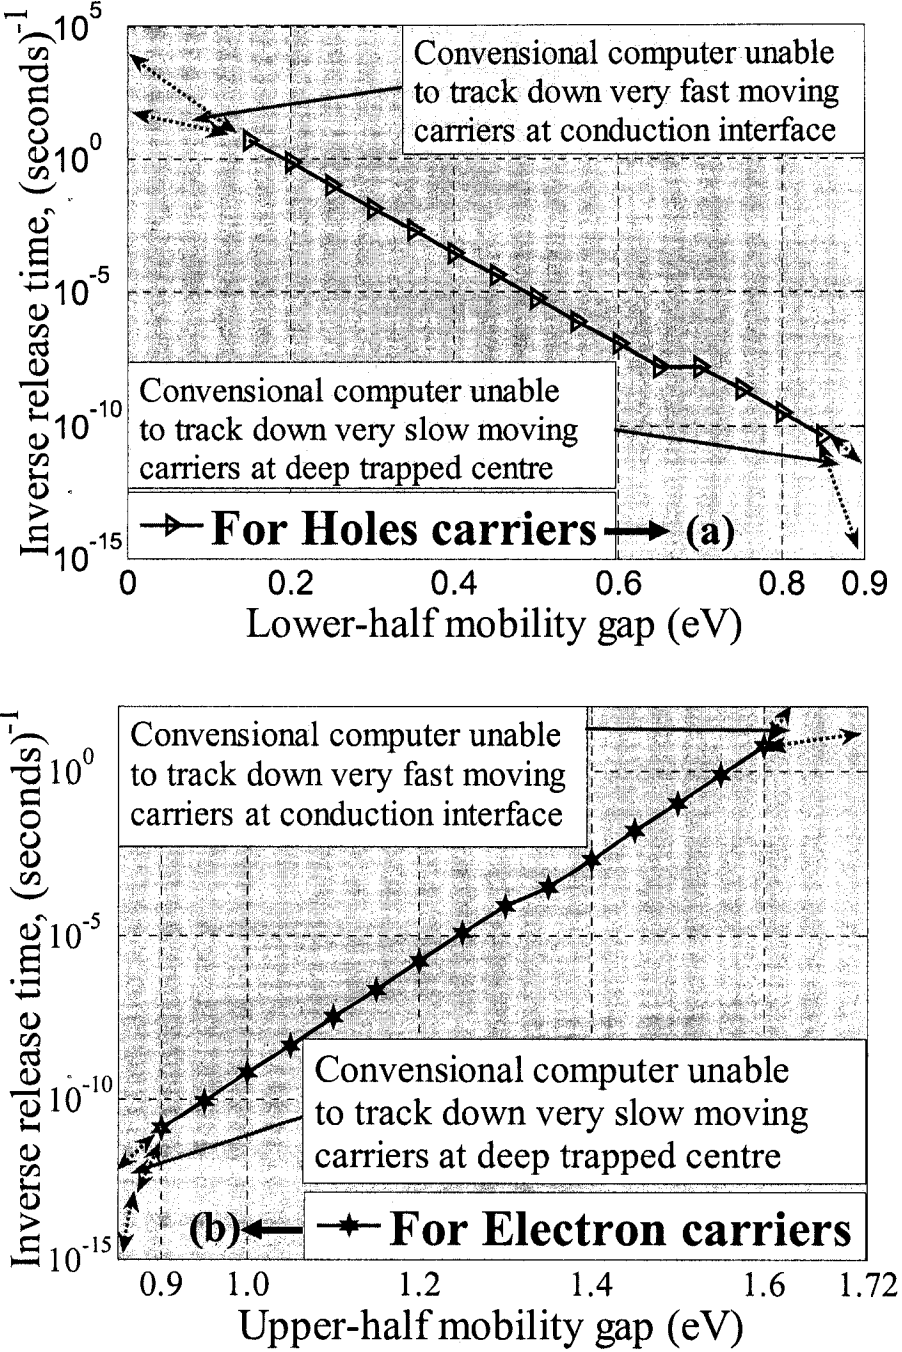 10^5
Convensional computer unable
to track down very fast moving
carriers at conduction interface
10^0
Inverse release time, (seconds)^-1
10^-5
Convensional computer unable
to track down very slow moving
carriers at deep trapped centre
10^-10
For Holes carriers (a)
10^-15
0 0.2 0.4 0.6 0.8 0.9
Lower-half mobility gap (eV)
Convensional computer unable
to track down very fast moving
carriers at conduction interface
10^0
Inverse release time, (seconds)^-1
10^-5
10^-10
Convensional computer unable
to track down very slow moving
carriers at deep trapped centre
(b) For Electron carriers
10^-15
0.9 1.0 1.2 1.4 1.6 1.72
Upper-half mobility gap (eV)